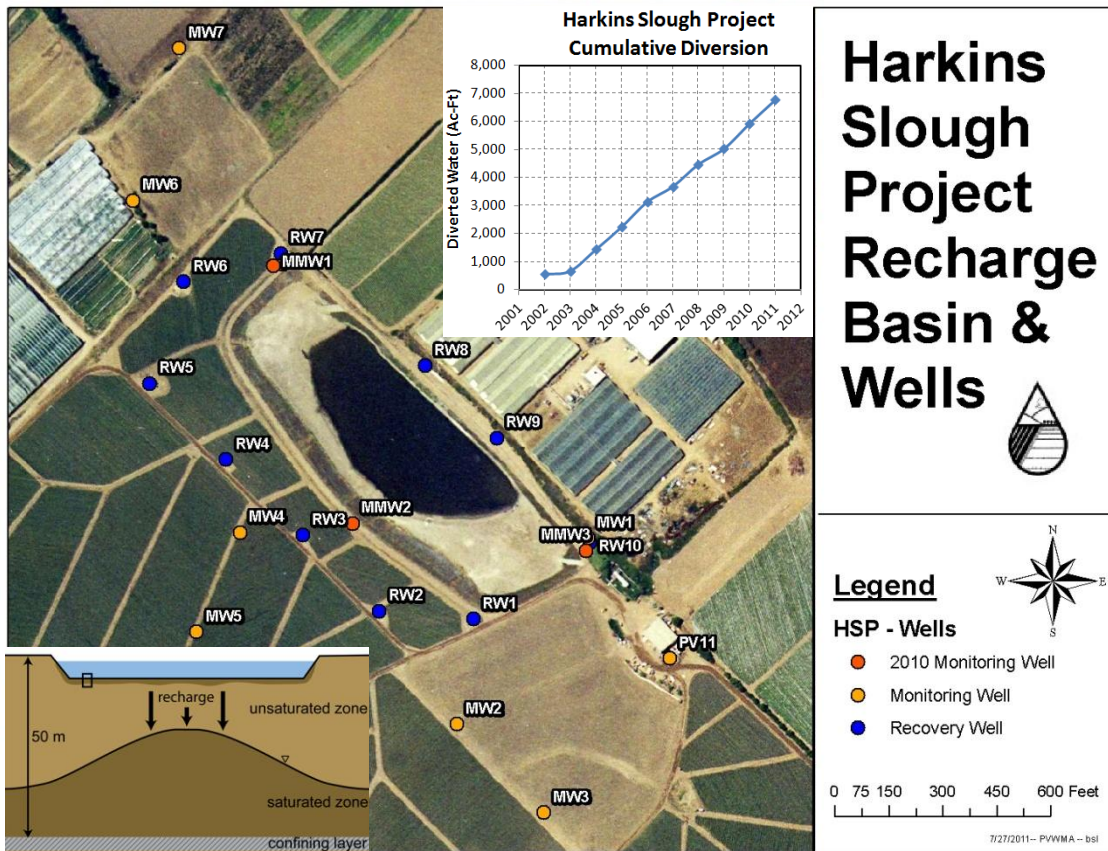 MW7
Harkins Slough Project
Cumulative Diversion
Diverted Water (Ac-Ft)
8,000
7,000
6,000
5,000
4,000
3,000
2,000
1,000
0
2001 2002 2003 2004 2005 2006 2007 2008 2009 2010 2011 2012
MW6
RW7
MMW1
RW6
RW8
RW5
RW9
RW4
MMW2
MW4
RW3
MW1
MMW3
RW10
RW2
RW1
MW5
PV11
MW2
MW3
recharge
unsaturated zone
50 m
saturated zone
confining layer
Harkins
Slough
Project
Recharge
Basin &
Wells
N
W E
S
Legend
HSP - Wells
2010 Monitoring Well
Monitoring Well
Recovery Well
0 75 150 300 450 600 Feet
7/27/2011-- PVWMA -- bsl